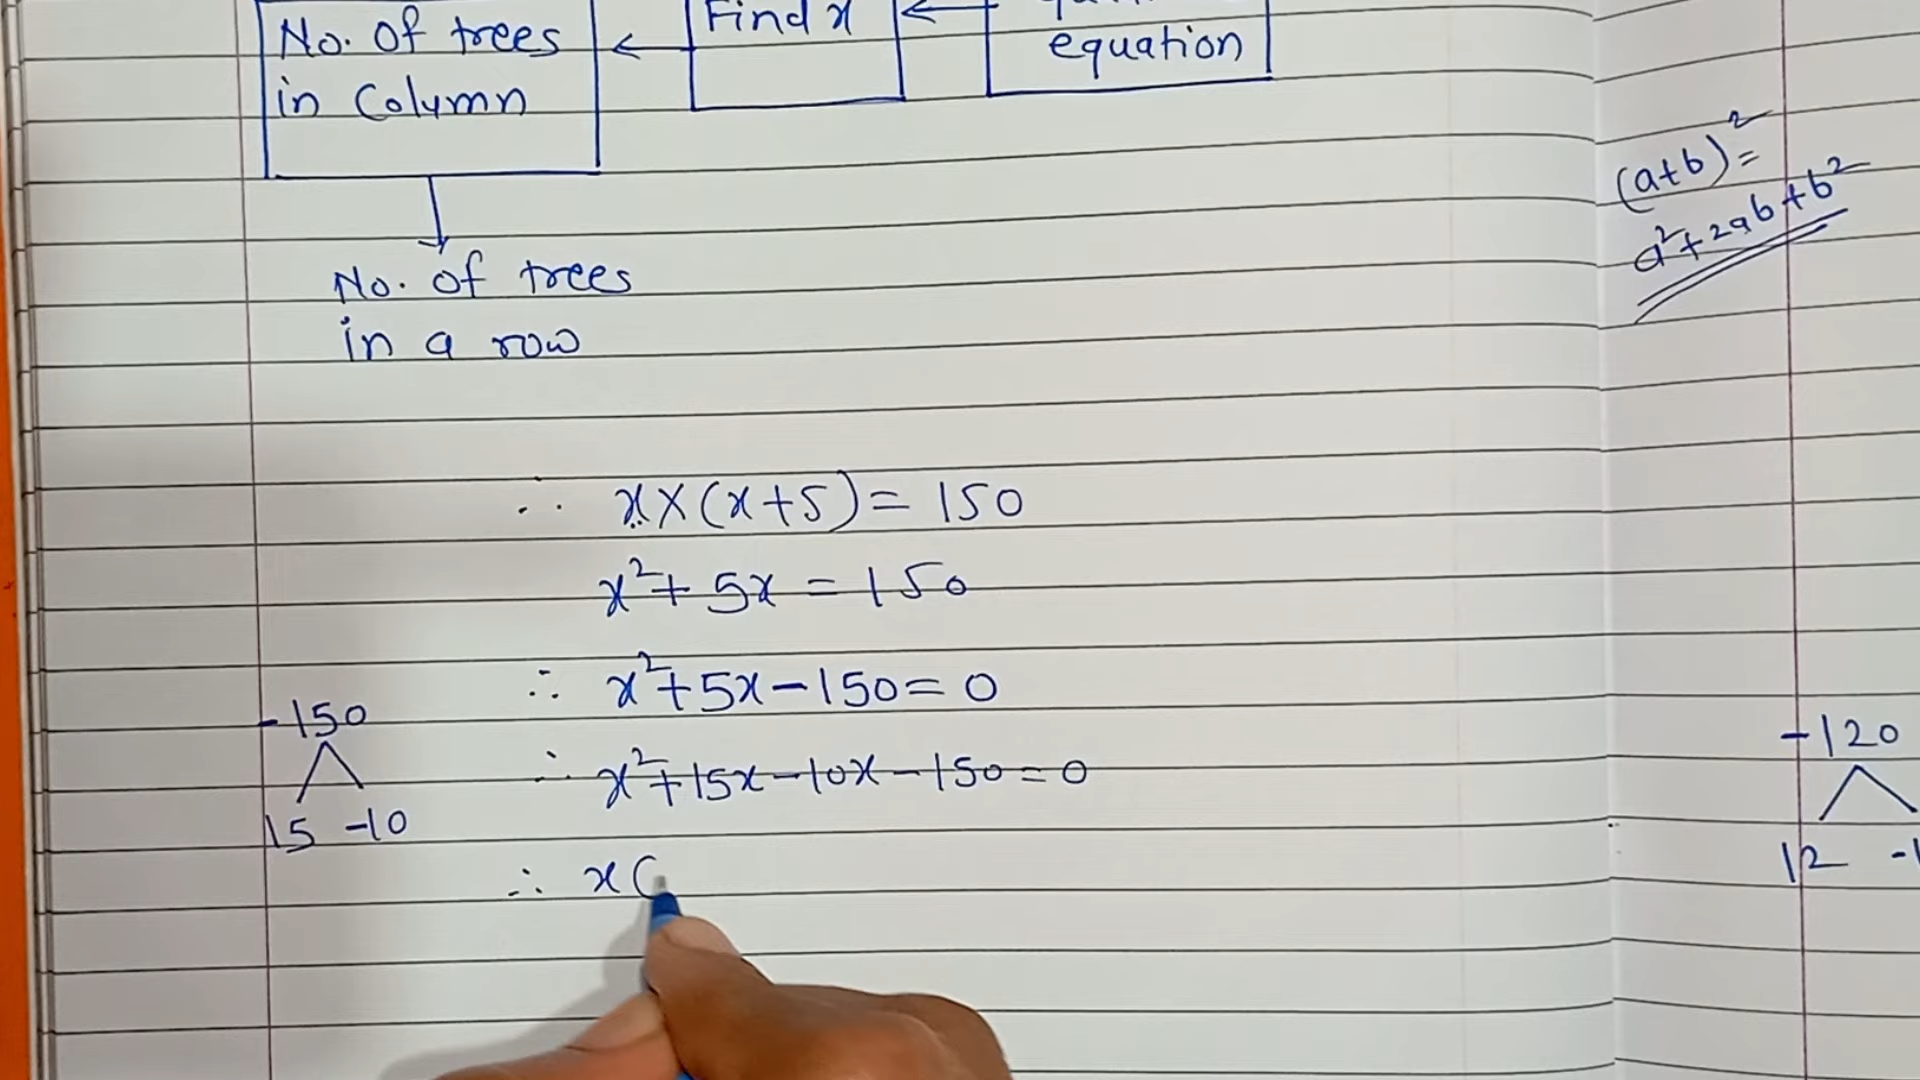 No. Of trees
in Column
Find x
equation
No. of trees
in a row
(a+b)² =
a²+2ab+b²
∴ x×(x+5)= 150
x²+ 5x = 150
∴ x²+5x-150= 0
∴ x²+15x-10x-150=0
∴ x(
-150
15 -10
-120
12